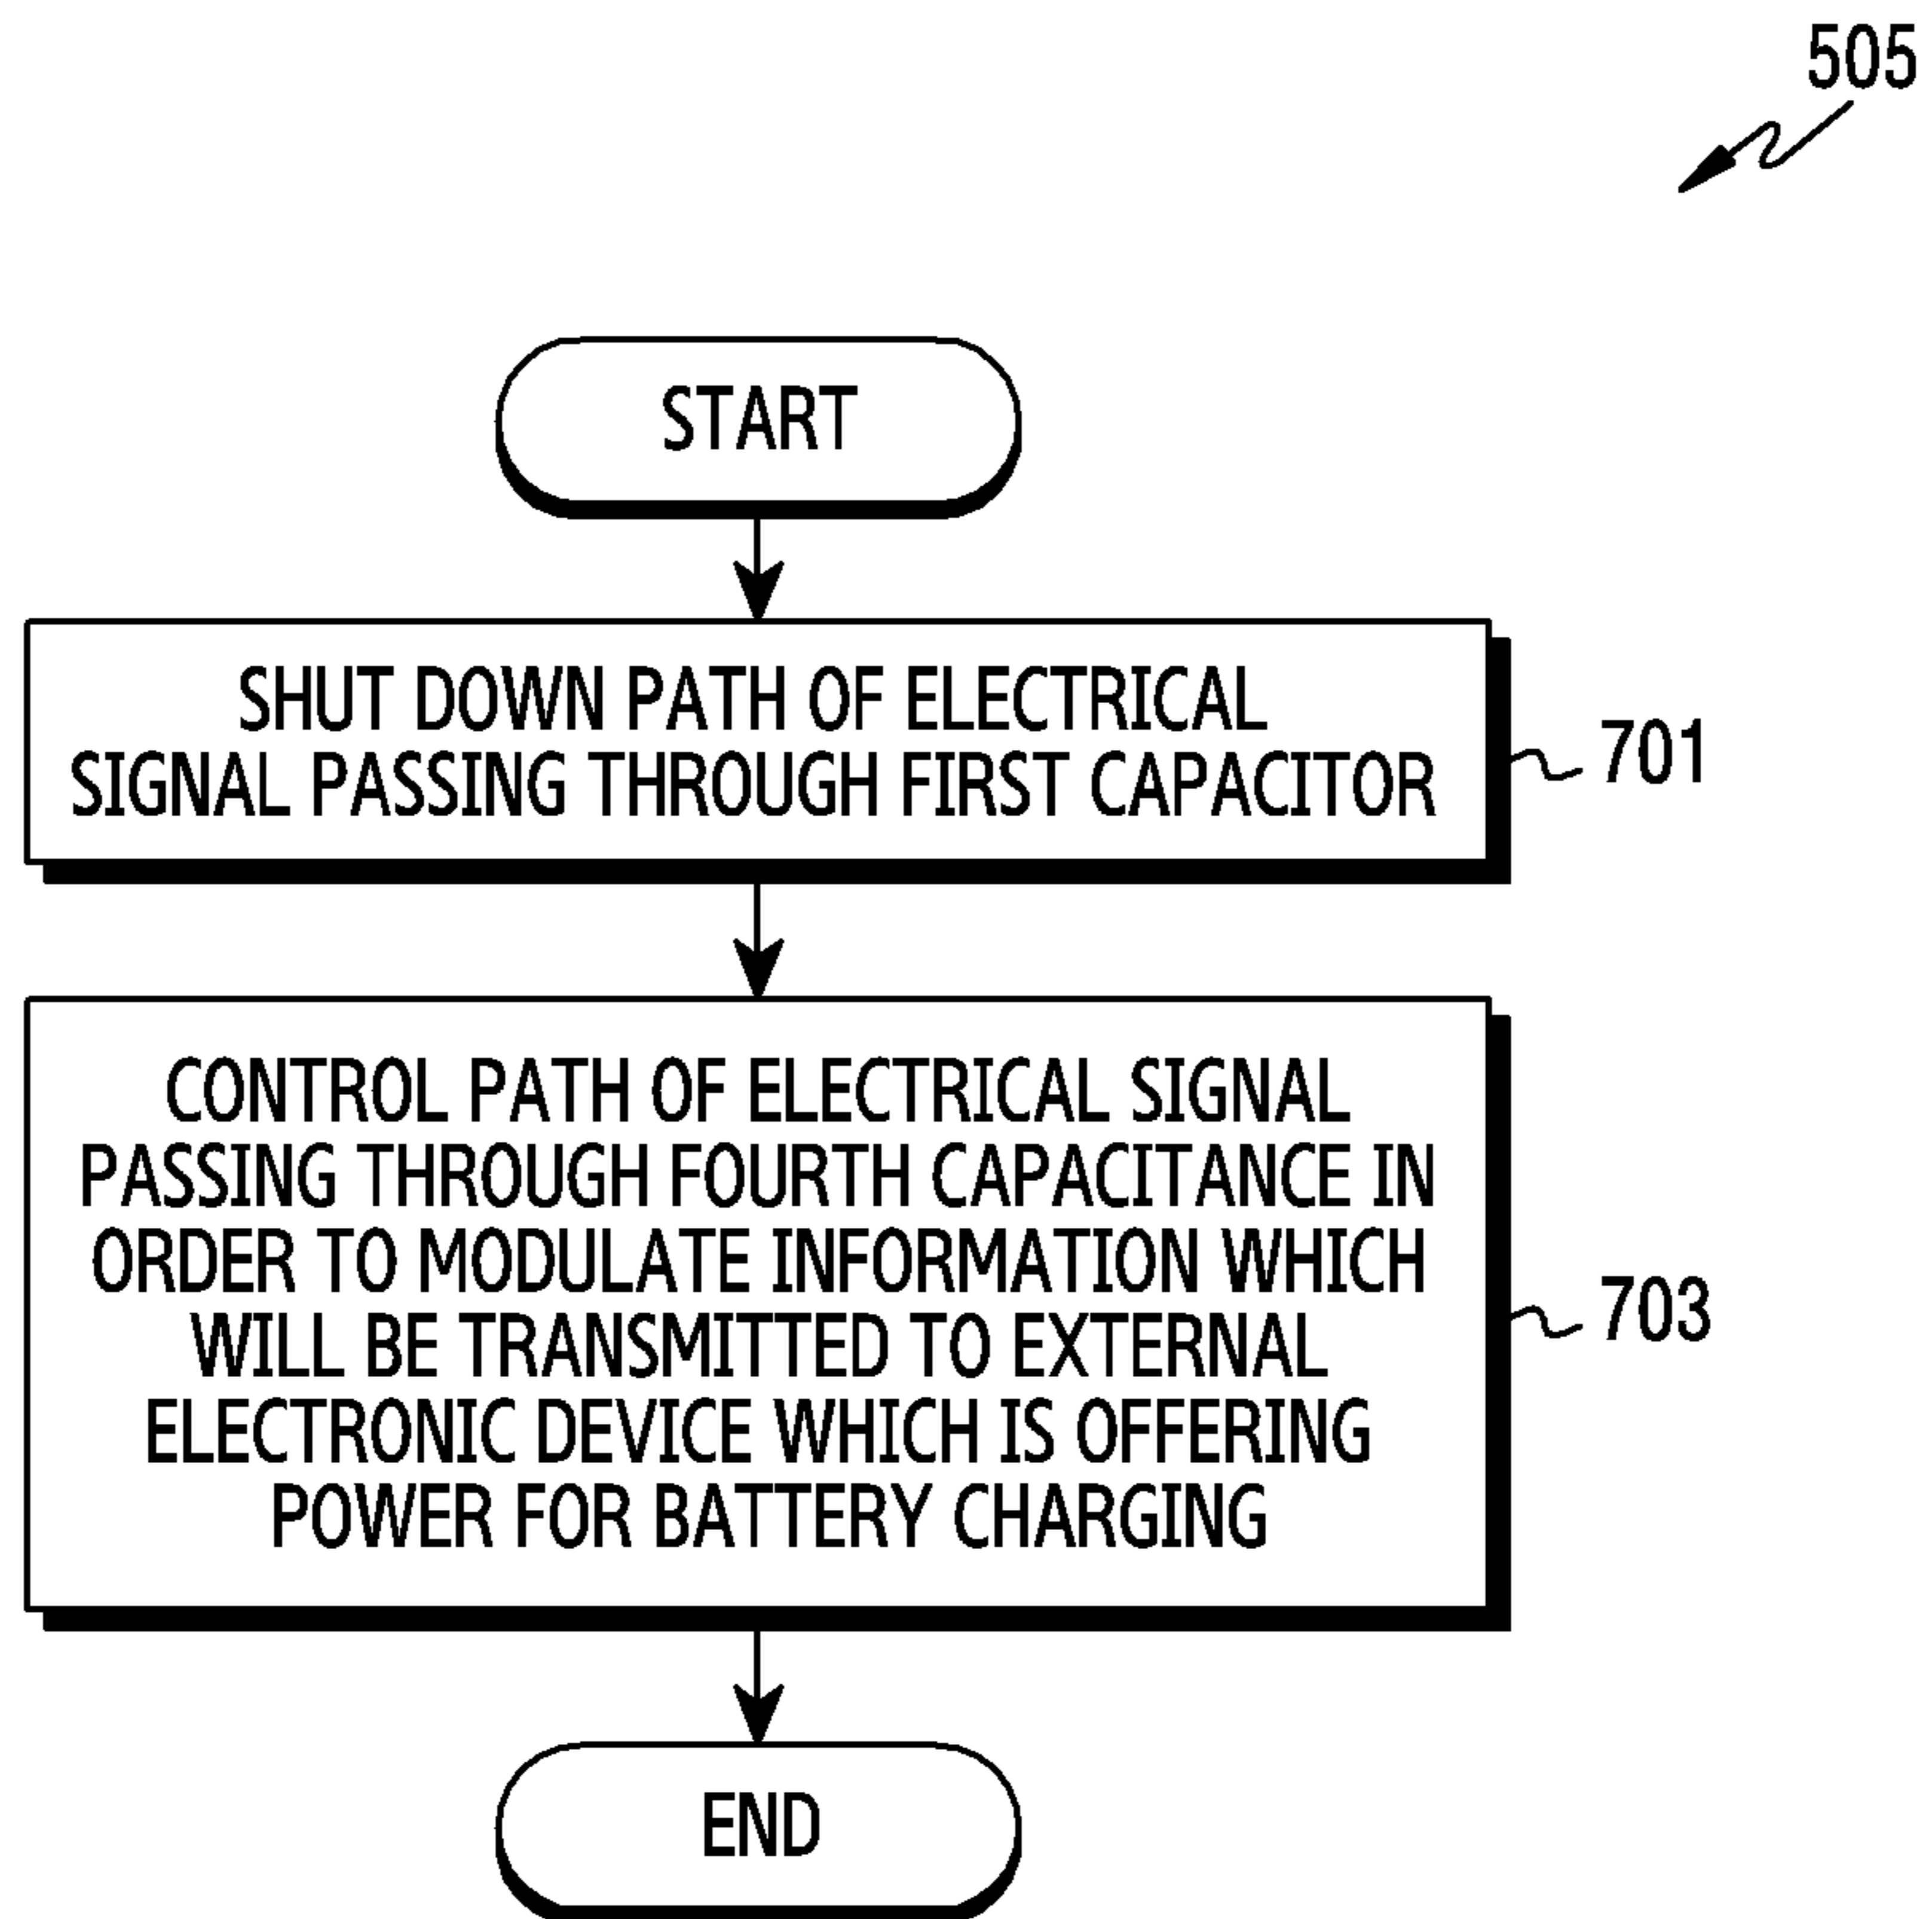 505
START
SHUT DOWN PATH OF ELECTRICAL
SIGNAL PASSING THROUGH FIRST CAPACITOR
701
CONTROL PATH OF ELECTRICAL SIGNAL
PASSING THROUGH FOURTH CAPACITANCE IN
ORDER TO MODULATE INFORMATION WHICH
WILL BE TRANSMITTED TO EXTERNAL
ELECTRONIC DEVICE WHICH IS OFFERING
POWER FOR BATTERY CHARGING
703
END